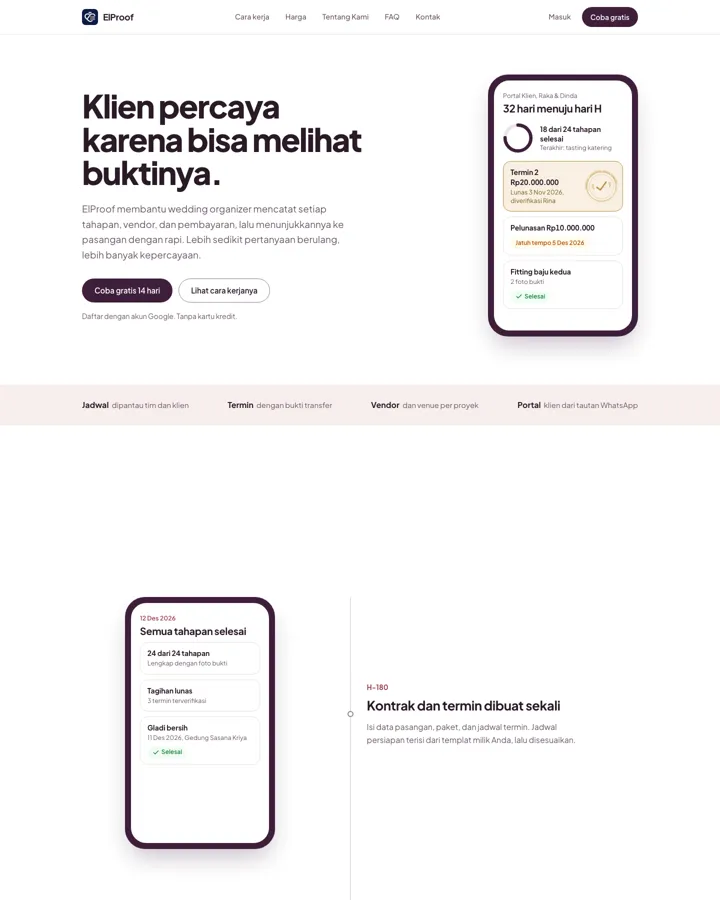 ElProof
Cara kerja
Harga
Tentang Kami
FAQ
Kontak
Masuk
Coba gratis
Klien percaya
karena bisa melihat
buktinya.
ElProof membantu wedding organizer mencatat setiap
tahapan, vendor, dan pembayaran, lalu menunjukkannya ke
pasangan dengan rapi. Lebih sedikit pertanyaan berulang,
lebih banyak kepercayaan.
Coba gratis 14 hari
Lihat cara kerjanya
Daftar dengan akun Google. Tanpa kartu kredit.
Portal Klien, Raka & Dinda
32 hari menuju hari H
18 dari 24 tahapan
selesai
Terakhir: tasting katering
Termin 2
Rp20.000.000
Lunas 3 Nov 2026,
diverifikasi Rina
Pelunasan Rp10.000.000
Jatuh tempo 5 Des 2026
Fitting baju kedua
2 foto bukti
Selesai
Jadwal dipantau tim dan klien
Termin dengan bukti transfer
Vendor dan venue per proyek
Portal klien dari tautan WhatsApp
12 Des 2026
Semua tahapan selesai
24 dari 24 tahapan
Lengkap dengan foto bukti
Tagihan lunas
3 termin terverifikasi
Gladi bersih
11 Des 2026, Gedung Sasana Kriya
Selesai
H-180
Kontrak dan termin dibuat sekali
Isi data pasangan, paket, dan jadwal termin. Jadwal
persiapan terisi dari templat milik Anda, lalu disesuaikan.